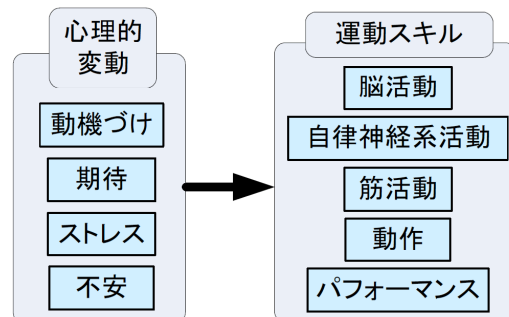 心理的
変動
動機づけ
期待
ストレス
不安
運動スキル
脳活動
自律神経系活動
筋活動
動作
パフォーマンス